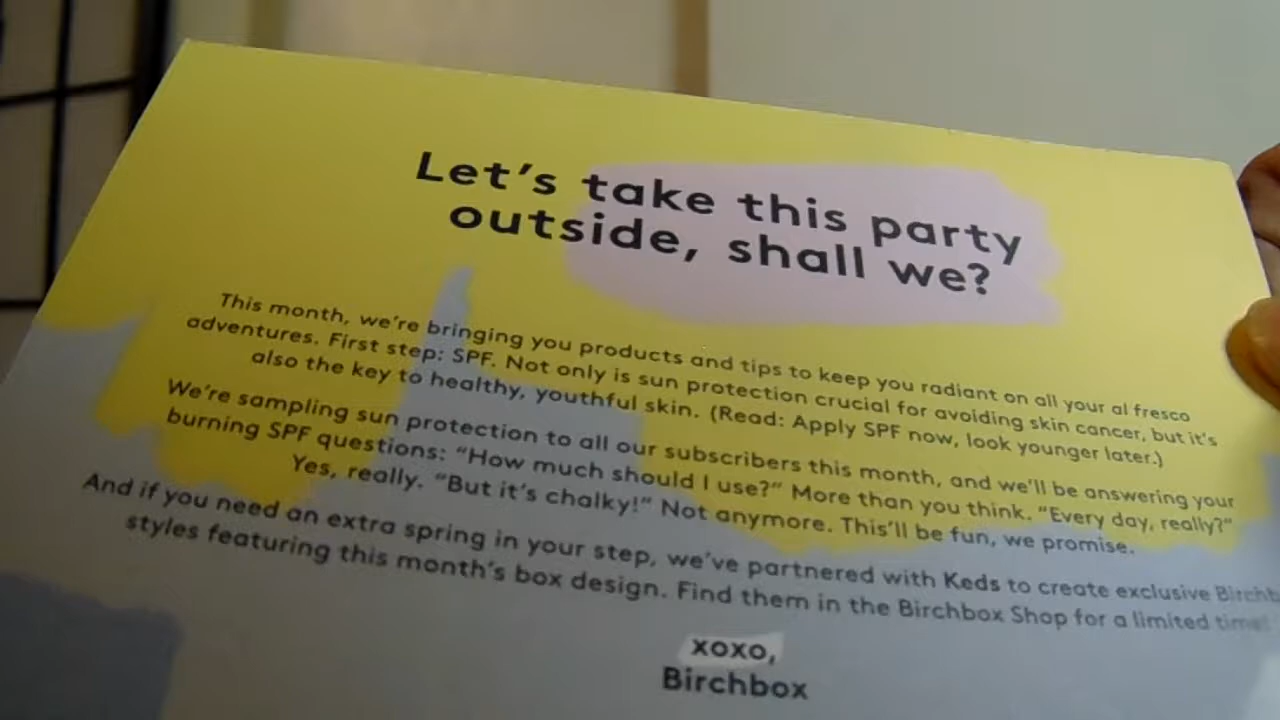 Let's take this party
outside, shall we?
This month, we're bringing you products and tips to keep you radiant on all your al fresco
adventures. First step: SPF. Not only is sun protection crucial for avoiding skin cancer, but it's
also the key to healthy, youthful skin. (Read: Apply SPF now, look younger later.)
We're sampling sun protection to all our subscribers this month, and we'll be answering your
burning SPF questions: “How much should I use?” More than you think. “Every day, really?”
Yes, really. “But it's chalky!” Not anymore. This'll be fun, we promise.
And if you need an extra spring in your step, we've partnered with Keds to create exclusive
styles featuring this month's box design. Find them in the Birchbox Shop for a limited time!
xoxo,
Birchbox